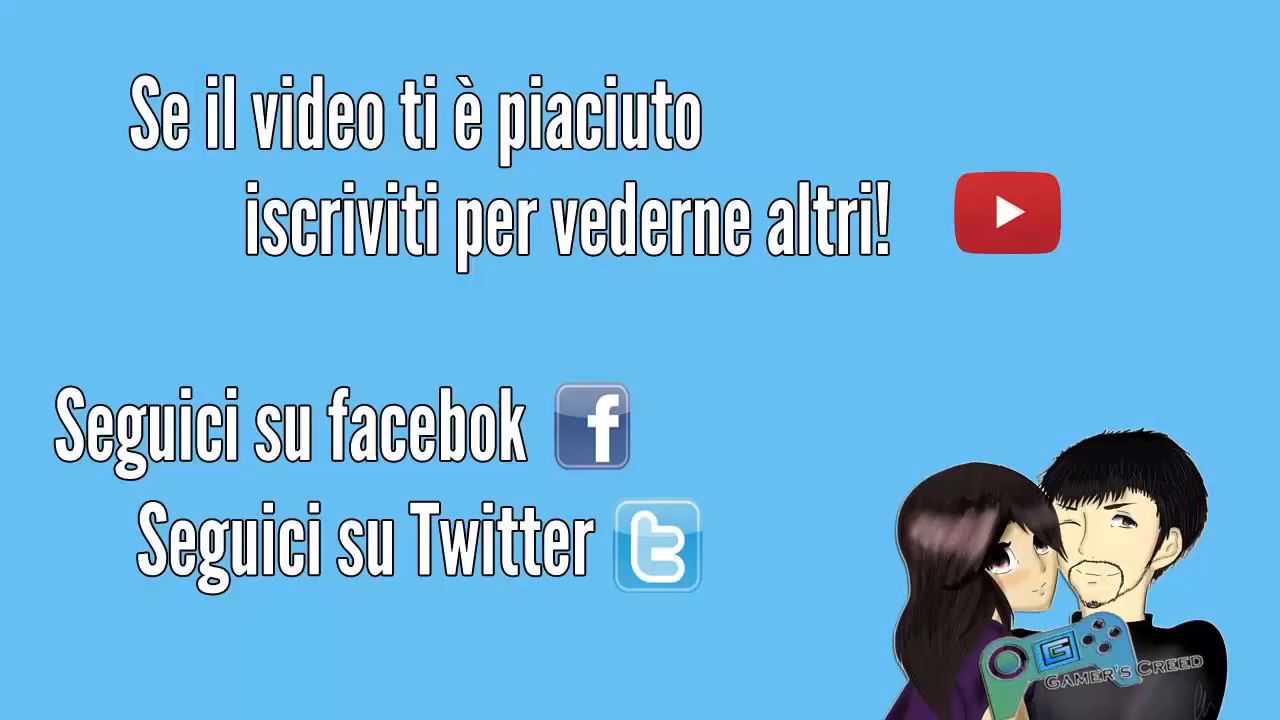 Se il video ti è piaciuto
iscriviti per vederne altri!
Seguici su facebok
f
Seguici su Twitter
t
G
GAMER'S CREED